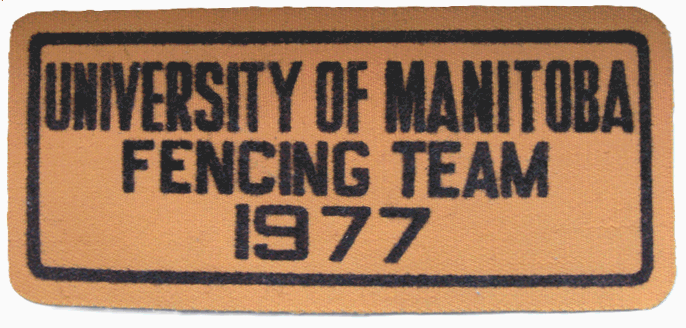 UNIVERSITY OF MANITOBA
FENCING TEAM
1977